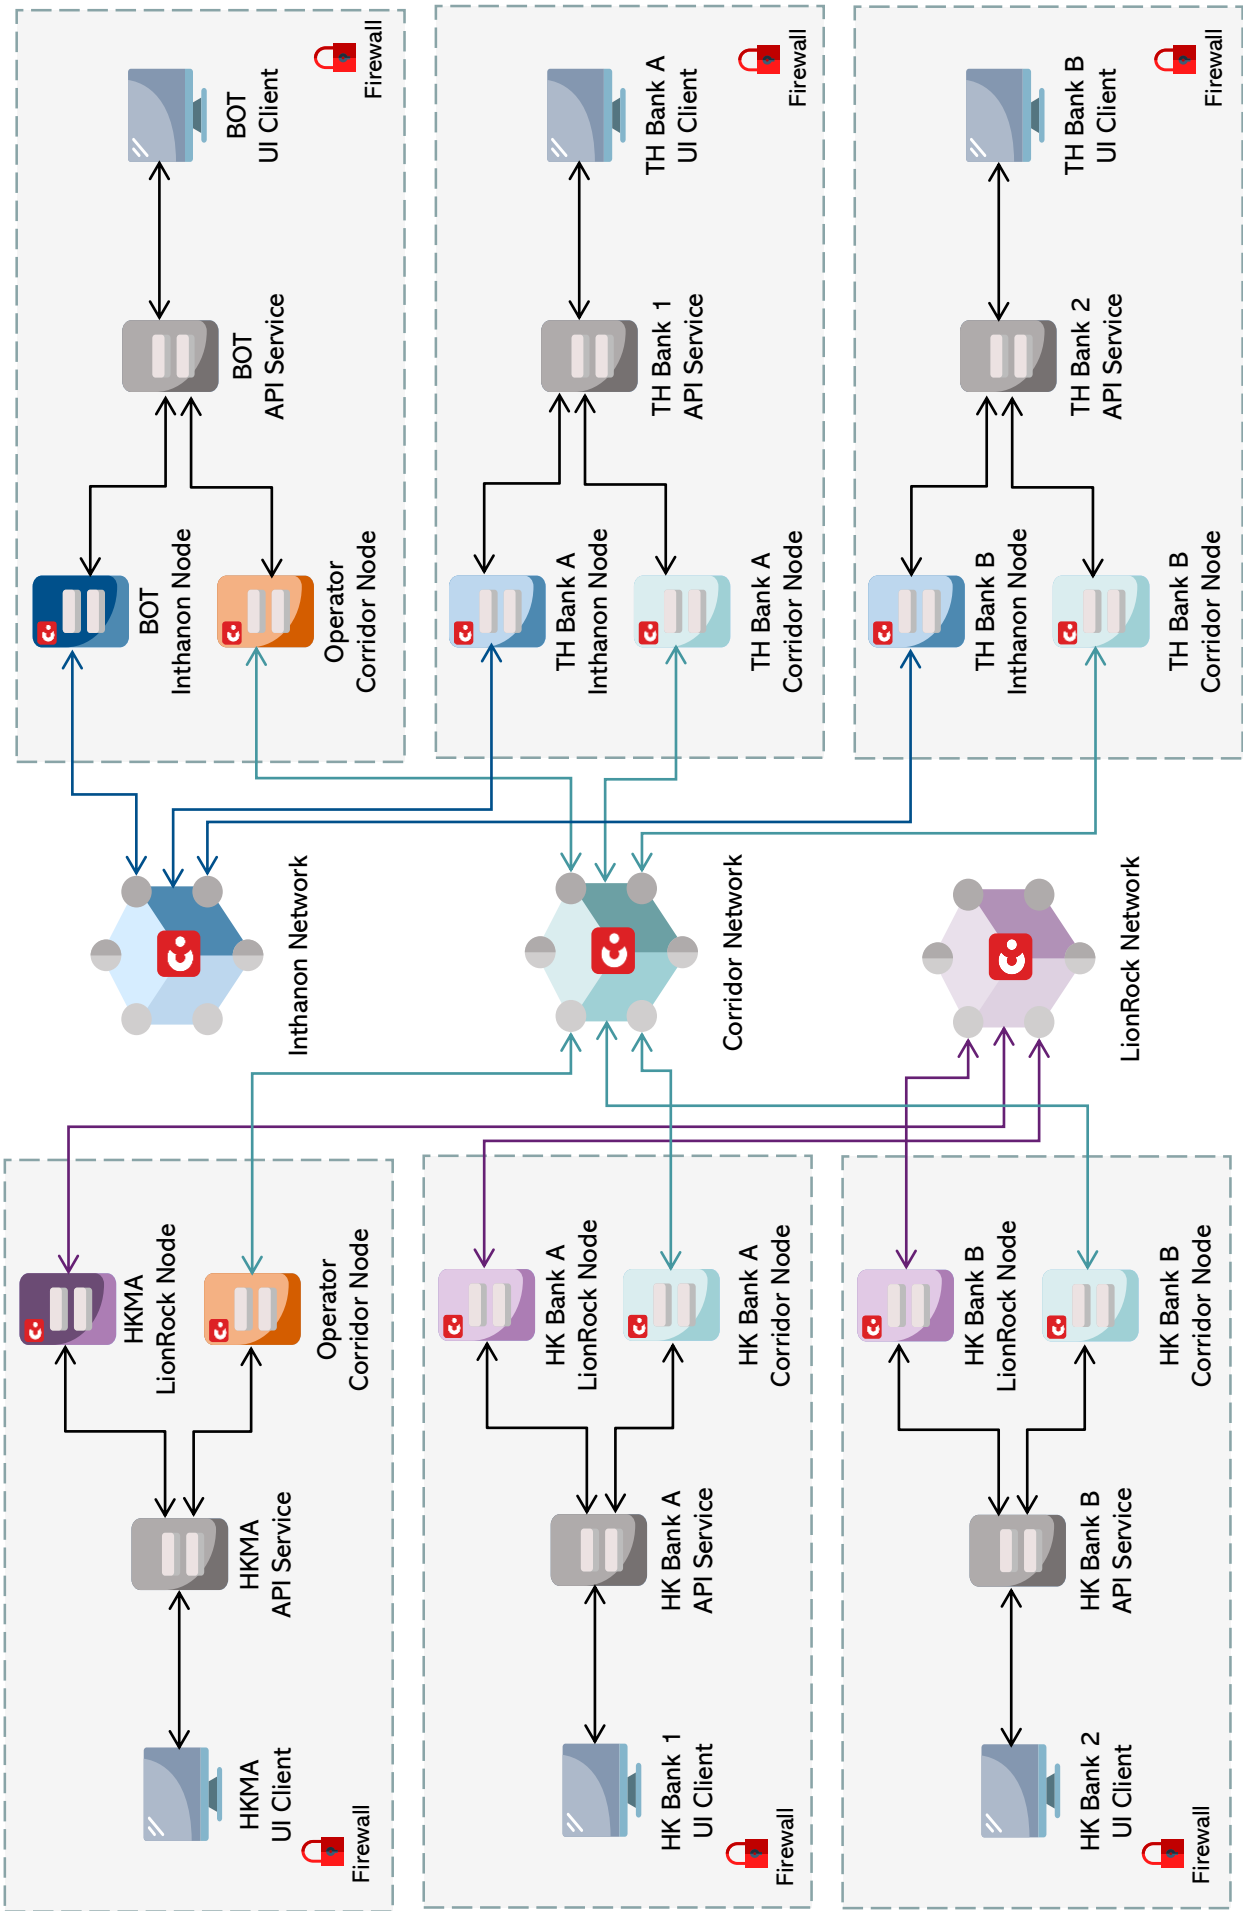 HKMA
UI Client
Firewall
HKMA
API Service
HKMA
LionRock Node
Operator
Corridor Node
HK Bank 1
UI Client
Firewall
HK Bank A
API Service
HK Bank A
LionRock Node
HK Bank A
Corridor Node
HK Bank 2
UI Client
Firewall
HK Bank B
API Service
HK Bank B
LionRock Node
HK Bank B
Corridor Node
Inthanon Network
Corridor Network
LionRock Network
BOT
Inthanon Node
Operator
Corridor Node
BOT
API Service
BOT
UI Client
Firewall
TH Bank A
Inthanon Node
TH Bank A
Corridor Node
TH Bank 1
API Service
TH Bank A
UI Client
Firewall
TH Bank B
Inthanon Node
TH Bank B
Corridor Node
TH Bank 2
API Service
TH Bank B
UI Client
Firewall